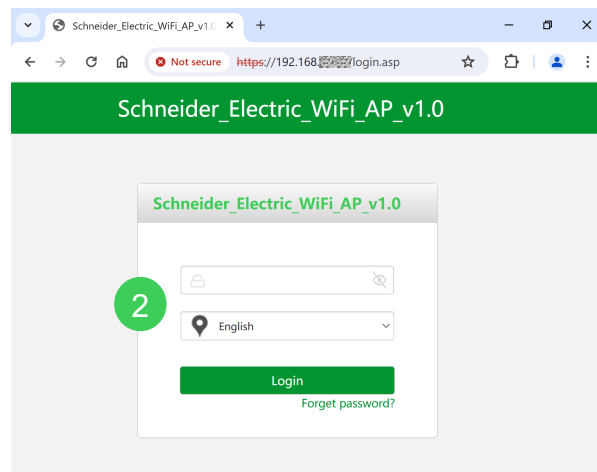 Schneider_Electric_WiFi_AP_v1.0
Not secure https://192.168. /login.asp
Schneider_Electric_WiFi_AP_v1.0
Schneider_Electric_WiFi_AP_v1.0
2
English
Login
Forget password?